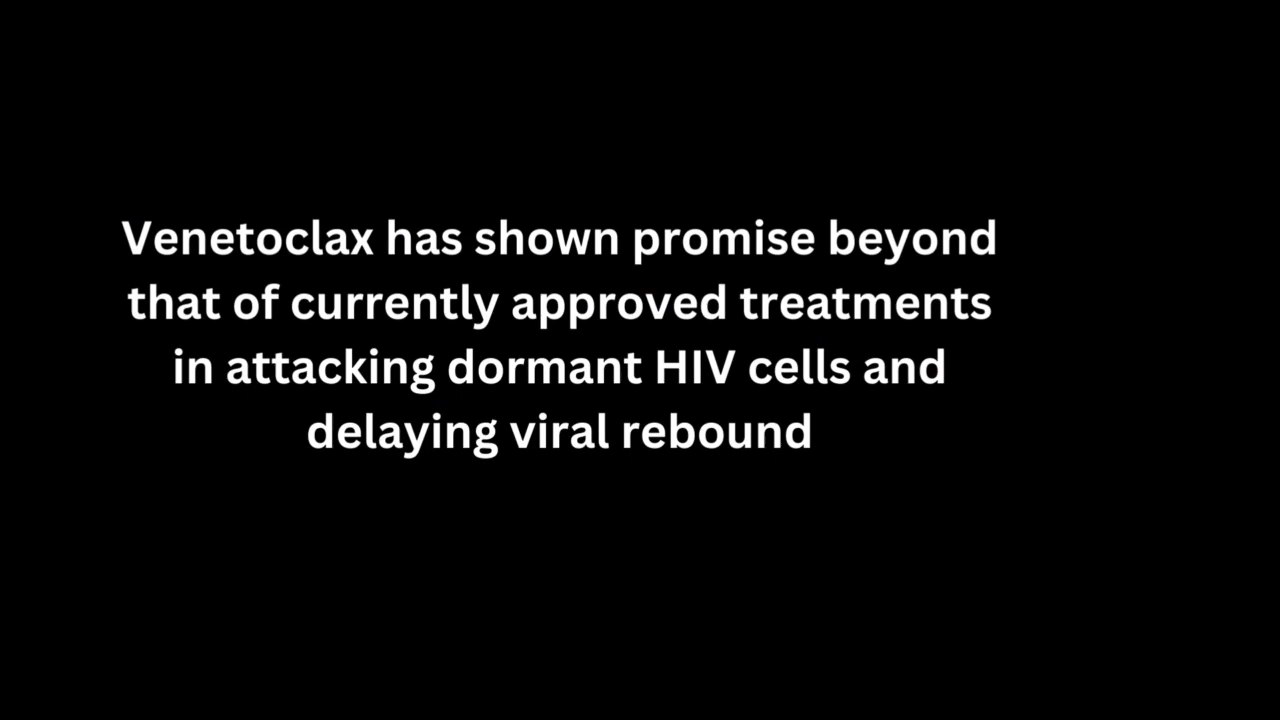 Venetoclax has shown promise beyond
that of currently approved treatments
in attacking dormant HIV cells and
delaying viral rebound